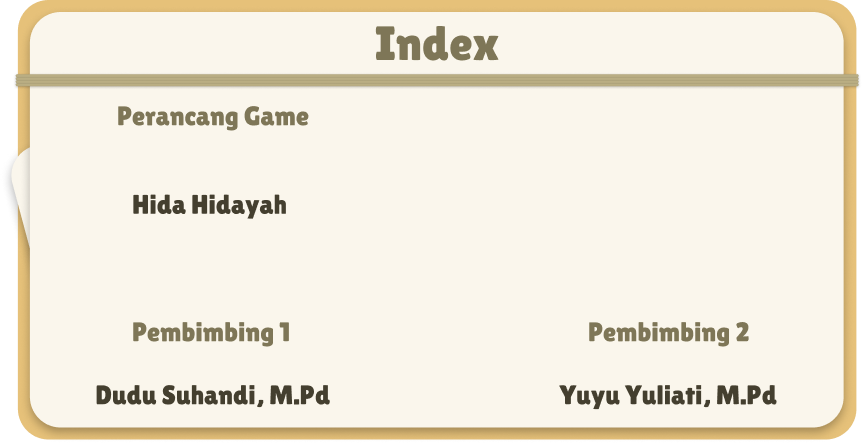 Index
Perancang Game
Hida Hidayah
Pembimbing 1
Pembimbing 2
Dudu Suhandi, M.Pd
Yuyu Yuliati, M.Pd